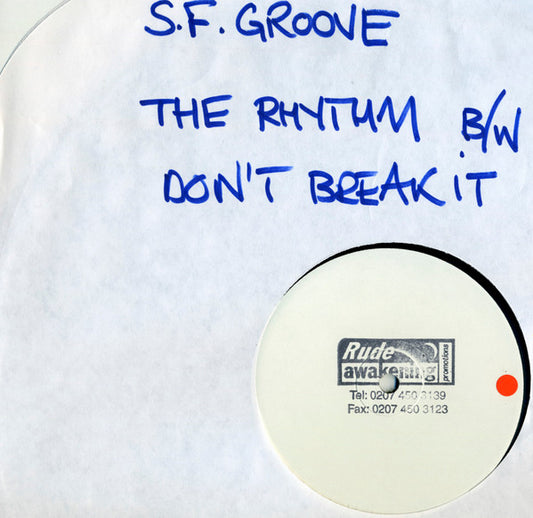 S.F. GROOVE
THE RHYTUM B/W
DON'T BREAK IT
Rude
awakening
promotions
Tel: 0207 450 3139
Fax: 0207 450 3123